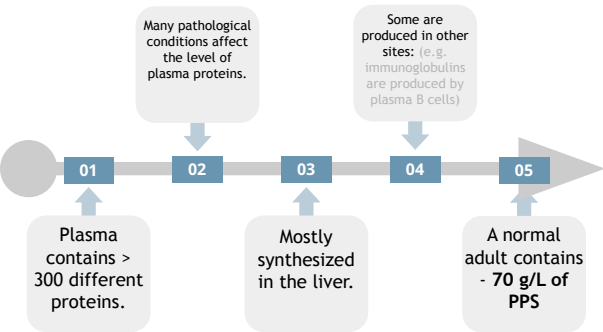 Many pathological
conditions affect
the level of
plasma proteins.
Some are
produced in other
sites: (e.g.
immunoglobulins
are produced by
plasma B cells)
01
02
03
04
05
Plasma
contains >
300 different
proteins.
Mostly
synthesized
in the liver.
A normal
adult contains
- 70 g/L of
PPS